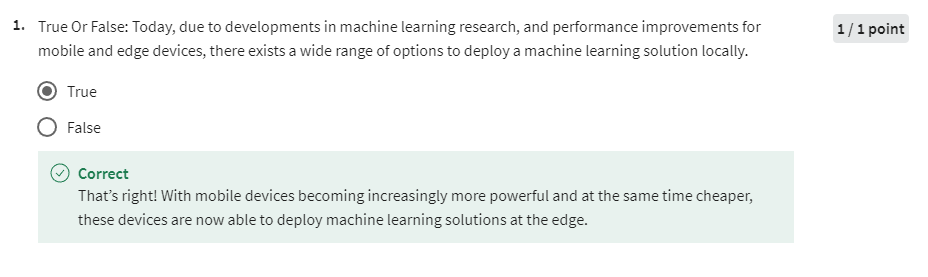 1. True Or False: Today, due to developments in machine learning research, and performance improvements for
mobile and edge devices, there exists a wide range of options to deploy a machine learning solution locally.
1 / 1 point
True
False
Correct
That's right! With mobile devices becoming increasingly more powerful and at the same time cheaper,
these devices are now able to deploy machine learning solutions at the edge.